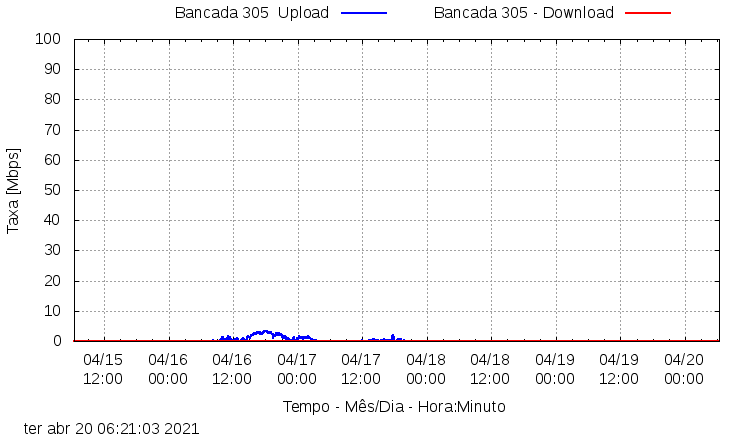 Bancada 305  Upload Bancada 305 - Download
100
90
80
70
60
50
40
30
20
10
0
Taxa [Mbps]
04/15 04/16 04/16 04/17 04/17 04/18 04/18 04/19 04/19 04/20
12:00 00:00 12:00 00:00 12:00 00:00 12:00 00:00 12:00 00:00
Tempo - Mês/Dia - Hora:Minuto
ter abr 20 06:21:03 2021